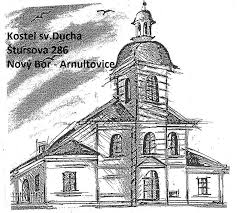 Kostel sv.Ducha
Štursova 286
Nový Bor - Arnultovice